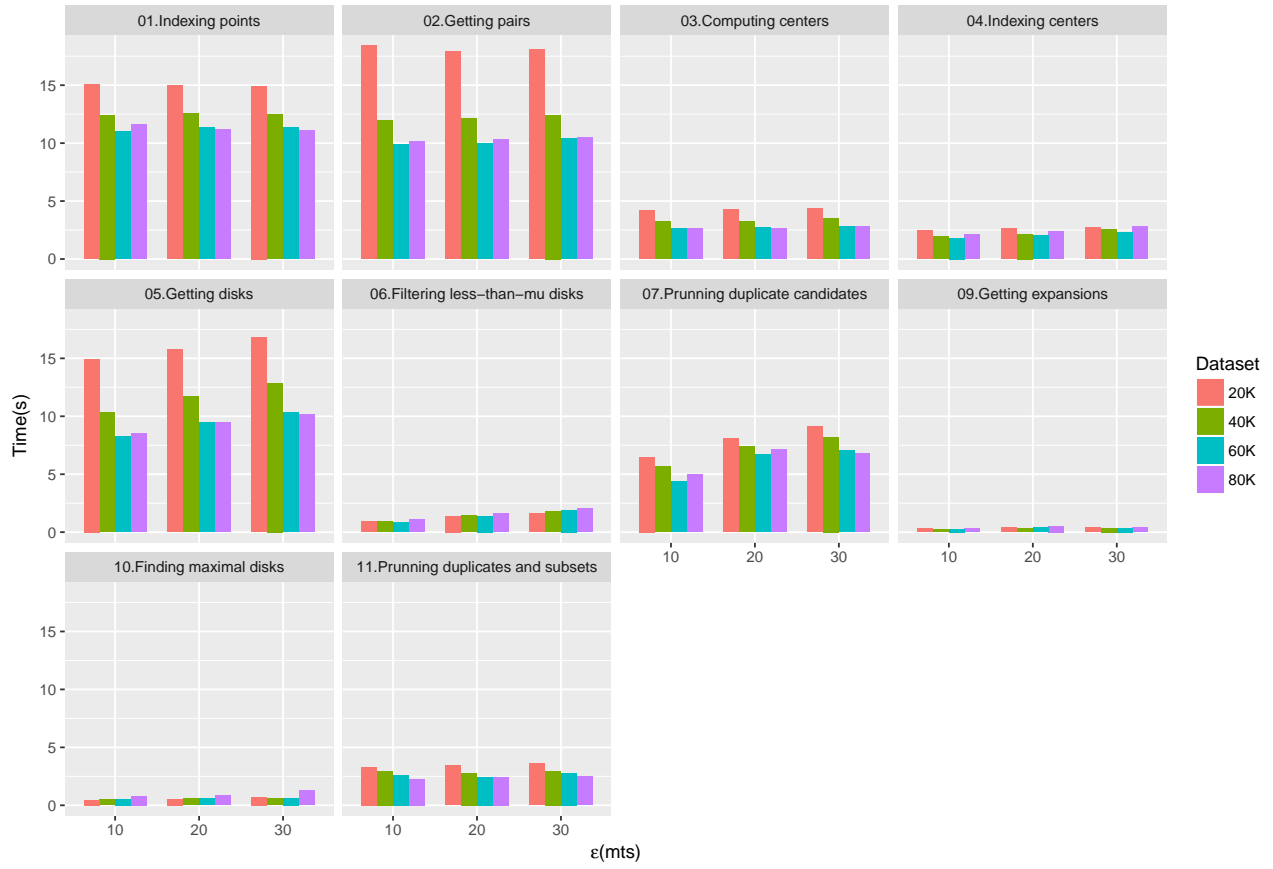 01.Indexing points
02.Getting pairs
03.Computing centers
04.Indexing centers
15
10
5
0
05.Getting disks
06.Filtering less−than−mu disks
07.Prunning duplicate candidates
09.Getting expansions
15
10
5
0
10 20 30
10 20 30
10.Finding maximal disks
11.Prunning duplicates and subsets
15
10
5
0
10 20 30
10 20 30
ε(mts)
Time(s)
Dataset
20K
40K
60K
80K